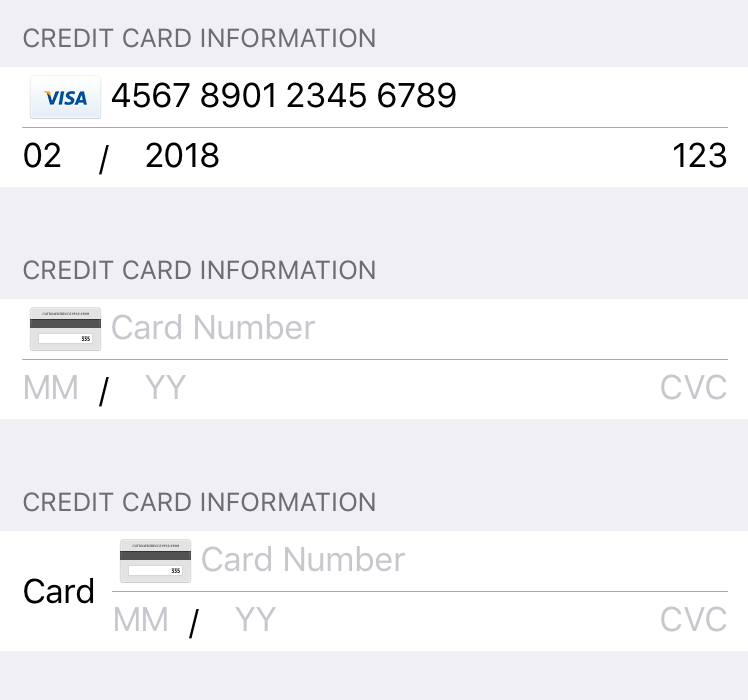 CREDIT CARD INFORMATION
VISA 4567 8901 2345 6789
02 / 2018 123
CREDIT CARD INFORMATION
335 Card Number
MM / YY CVC
CREDIT CARD INFORMATION
335 Card Number
Card
MM / YY CVC